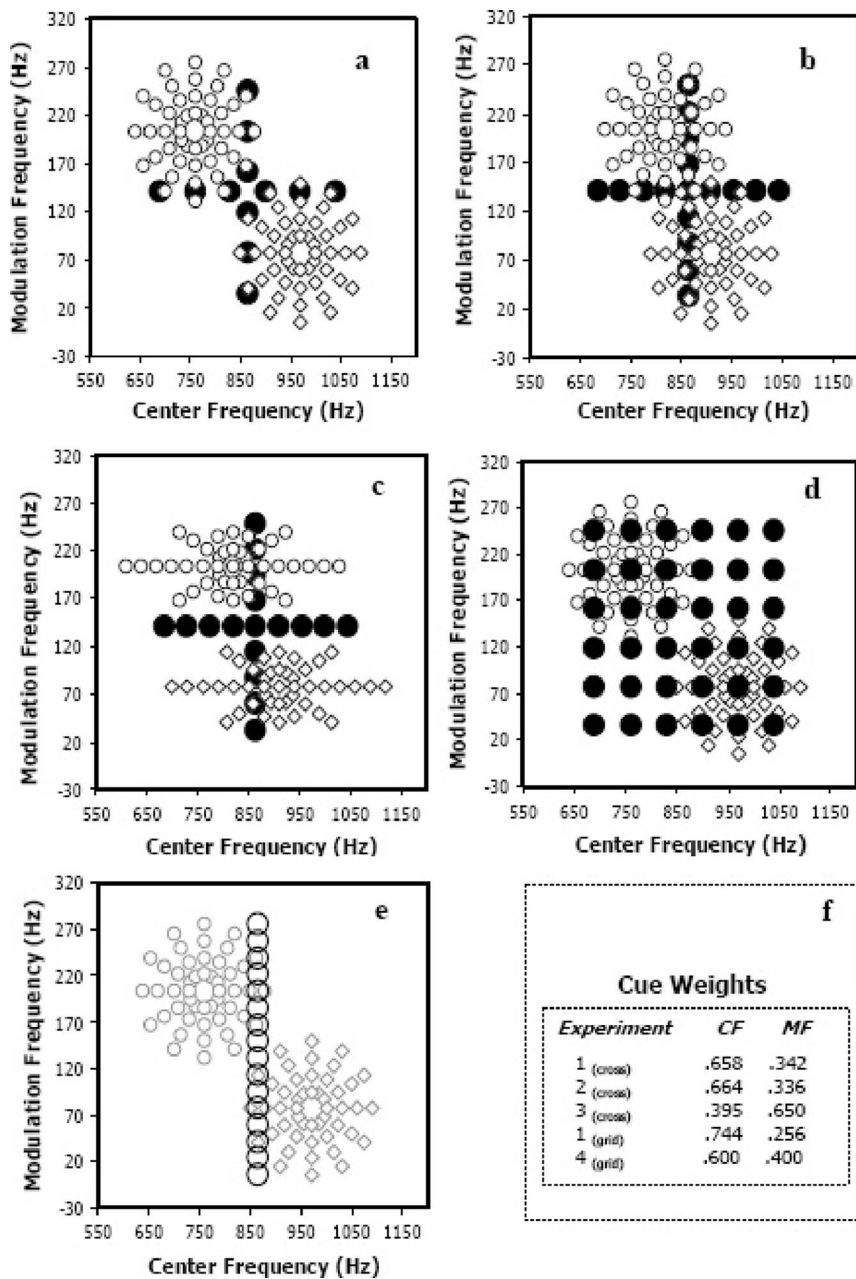 a
320
270
220
170
120
70
20
-30
Modulation Frequency (Hz)
550 650 750 850 950 1050 1150
Center Frequency (Hz)
b
320
270
220
170
120
70
20
-30
Modulation Frequency (Hz)
550 650 750 850 950 1050 1150
Center Frequency (Hz)
c
320
270
220
170
120
70
20
-30
Modulation Frequency (Hz)
550 650 750 850 950 1050 1150
Center Frequency (Hz)
d
320
270
220
170
120
70
20
-30
Modulation Frequency (Hz)
550 650 750 850 950 1050 1150
Center Frequency (Hz)
e
320
270
220
170
120
70
20
-30
Modulation Frequency (Hz)
550 650 750 850 950 1050 1150
Center Frequency (Hz)
f
Cue Weights
Experiment CF MF
1 (cross) .658 .342
2 (cross) .664 .336
3 (cross) .395 .650
1 (grid) .744 .256
4 (grid) .600 .400